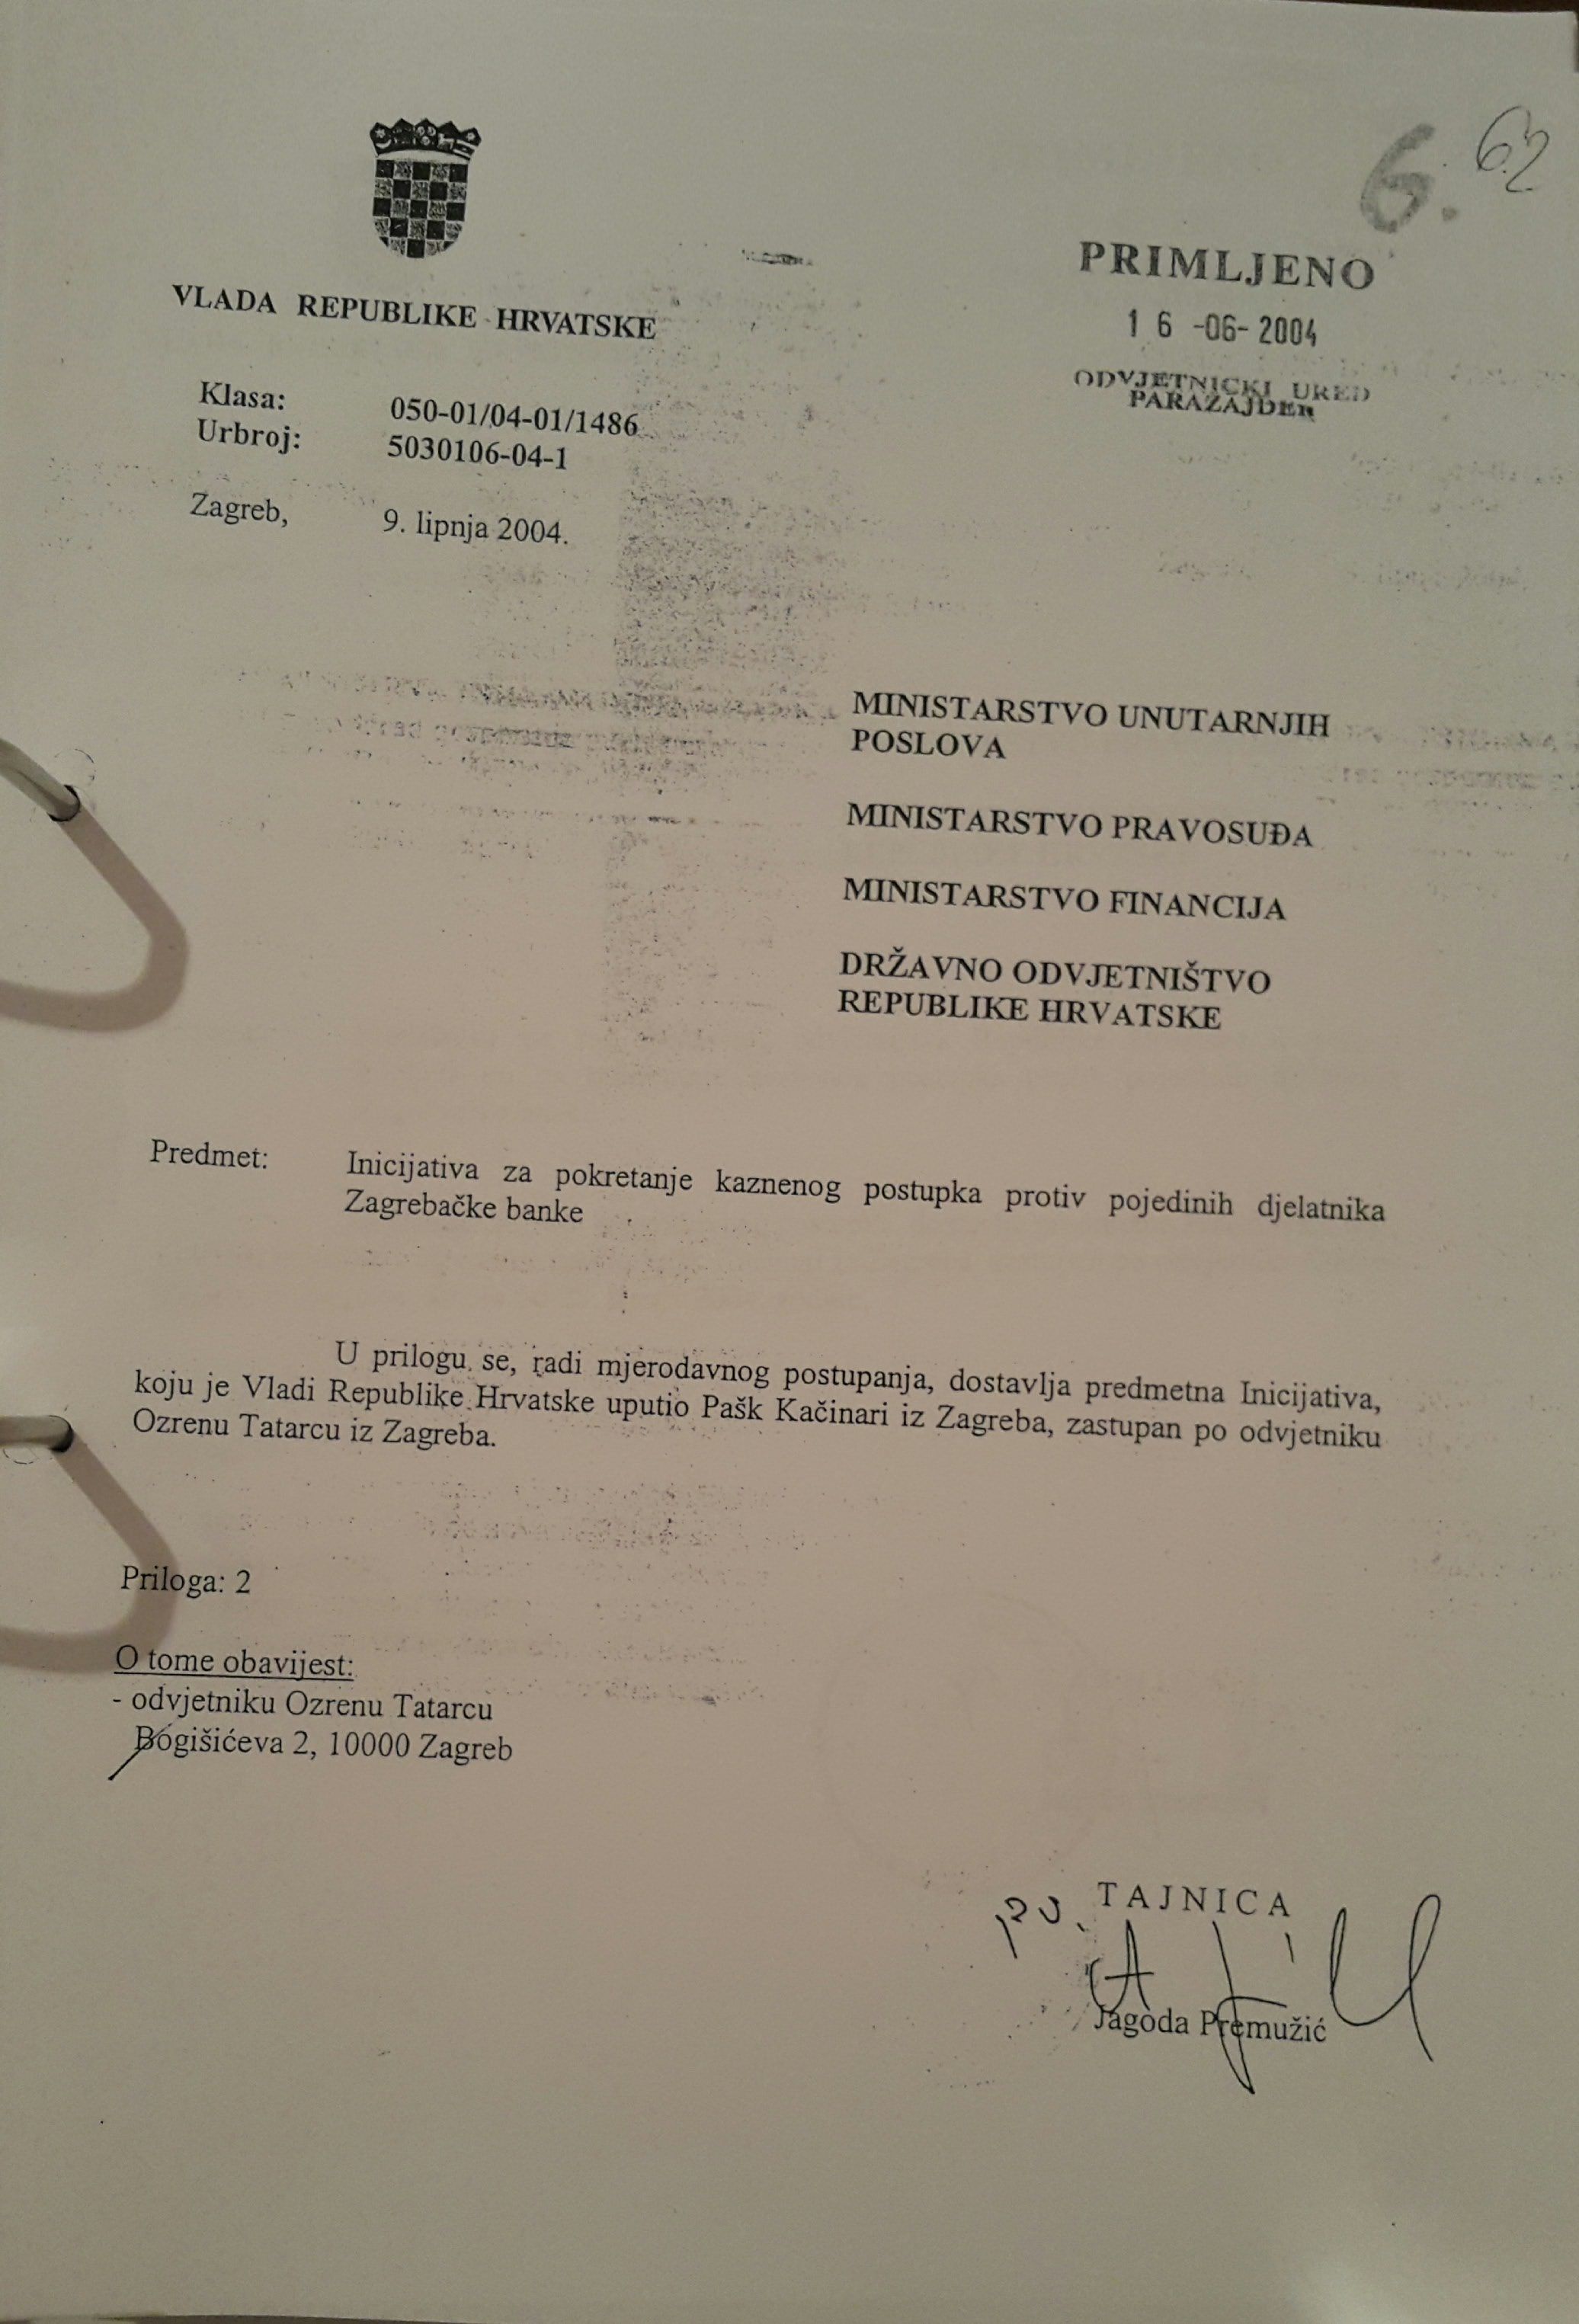 6. 62
VLADA REPUBLIKE HRVATSKE
PRIMLJENO
16 -06- 2004
ODVJETNICKI URED
PARAZAJDER
Klasa: 050-01/04-01/1486
Urbroj: 5030106-04-1
Zagreb, 9. lipnja 2004.
MINISTARSTVO UNUTARNJIH
POSLOVA
MINISTARSTVO PRAVOSUĐA
MINISTARSTVO FINANCIJA
DRŽAVNO ODVJETNIŠTVO
REPUBLIKE HRVATSKE
Predmet: Inicijativa za pokretanje kaznenog postupka protiv pojedinih djelatnika
Zagrebačke banke
U prilogu se, radi mjerodavnog postupanja, dostavlja predmetna Inicijativa,
koju je Vladi Republike Hrvatske uputio Pašk Kačinari iz Zagreba, zastupan po odvjetniku
Ozrenu Tatarcu iz Zagreba.
Priloga: 2
O tome obavijest:
- odvjetniku Ozrenu Tatarcu
Bogišićeva 2, 10000 Zagreb
TAJNICA
Jagoda Premužić